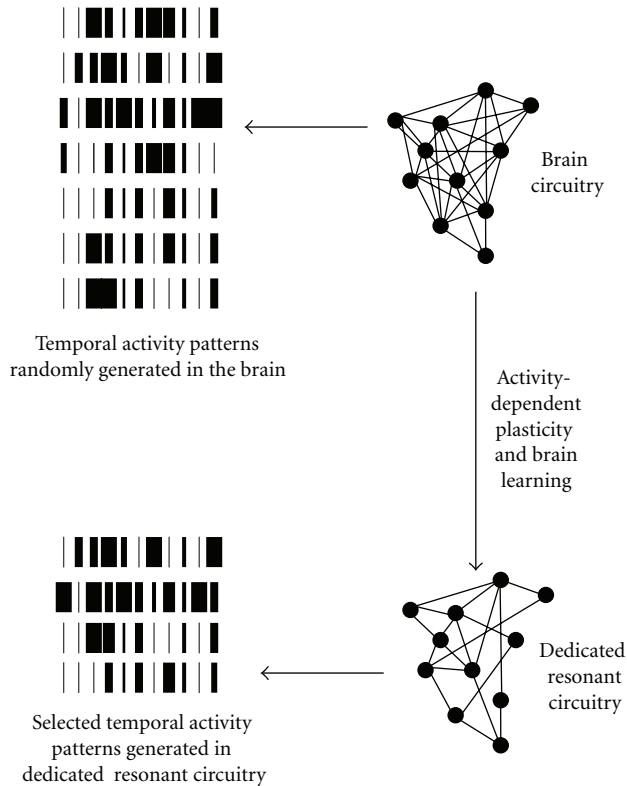 Brain
circuitry
Temporal activity patterns
randomly generated in the brain
Activity-
dependent
plasticity
and brain
learning
Dedicated
resonant
circuitry
Selected temporal activity
patterns generated in
dedicated resonant circuitry